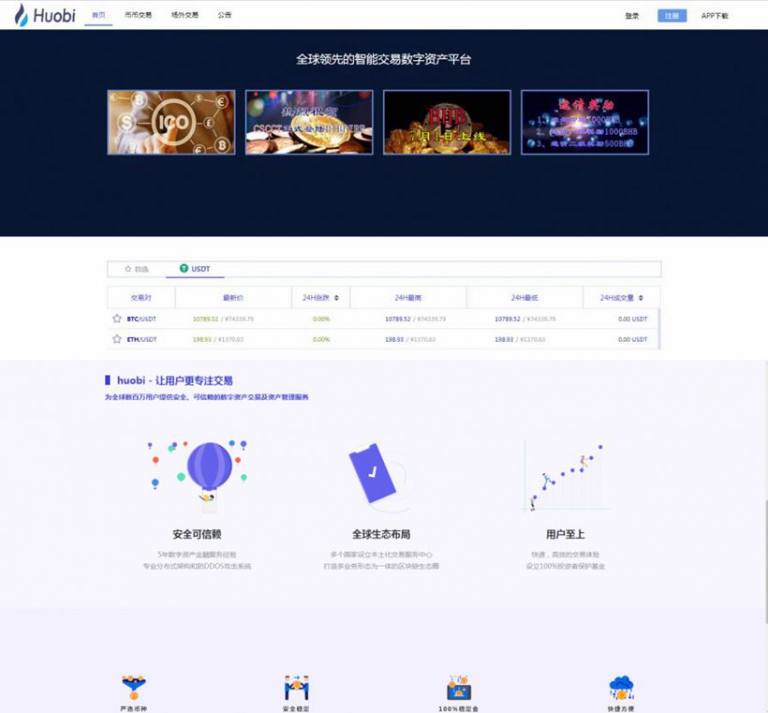 Huobi
首页
币币交易
场外交易
公告
登录
注册
APP下载
全球领先的智能交易数字资产平台
ICO
7月1日上线
邀请奖励
自选
USDT
交易对
最新价
24H涨跌
24H最高
24H最低
24H成交量
BTC/USDT
10789.52 / ¥74339.79
0.00%
10789.52 / ¥74339.79
10789.52 / ¥74339.79
0.00 USDT
ETH/USDT
198.93 / ¥1370.63
0.00%
198.93 / ¥1370.63
198.93 / ¥1370.63
0.00 USDT
huobi - 让用户更专注交易
为全球数百万用户提供安全、可信赖的数字资产交易及资产管理服务
安全可信赖
5年数字资产金融服务经验
专业分布式架构和防DDOS攻击系统
全球生态布局
多个国家设立本土化交易服务中心
打造多业务形态为一体的区块链生态圈
用户至上
快速，高效的交易体验
设立100%投资者保护基金
严选币种
安全稳定
快捷方便